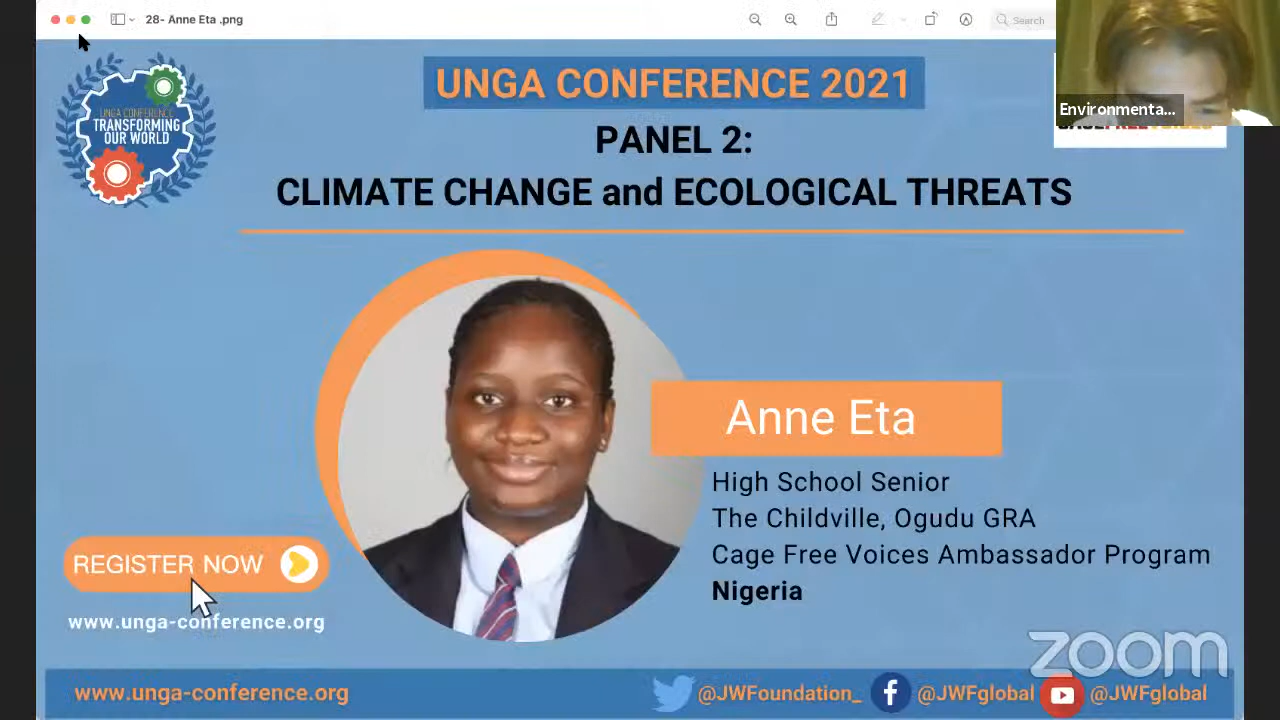 28- Anne Eta .png
Search
Environmenta...
UNGA CONFERENCE 2021
UNGA CONFERENCE
TRANSFORMING
OUR WORLD
PANEL 2:
CLIMATE CHANGE and ECOLOGICAL THREATS
Anne Eta
High School Senior
The Childville, Ogudu GRA
Cage Free Voices Ambassador Program
Nigeria
REGISTER NOW
www.unga-conference.org
zoom
www.unga-conference.org
@JWFoundation_
@JWFglobal
@JWFglobal